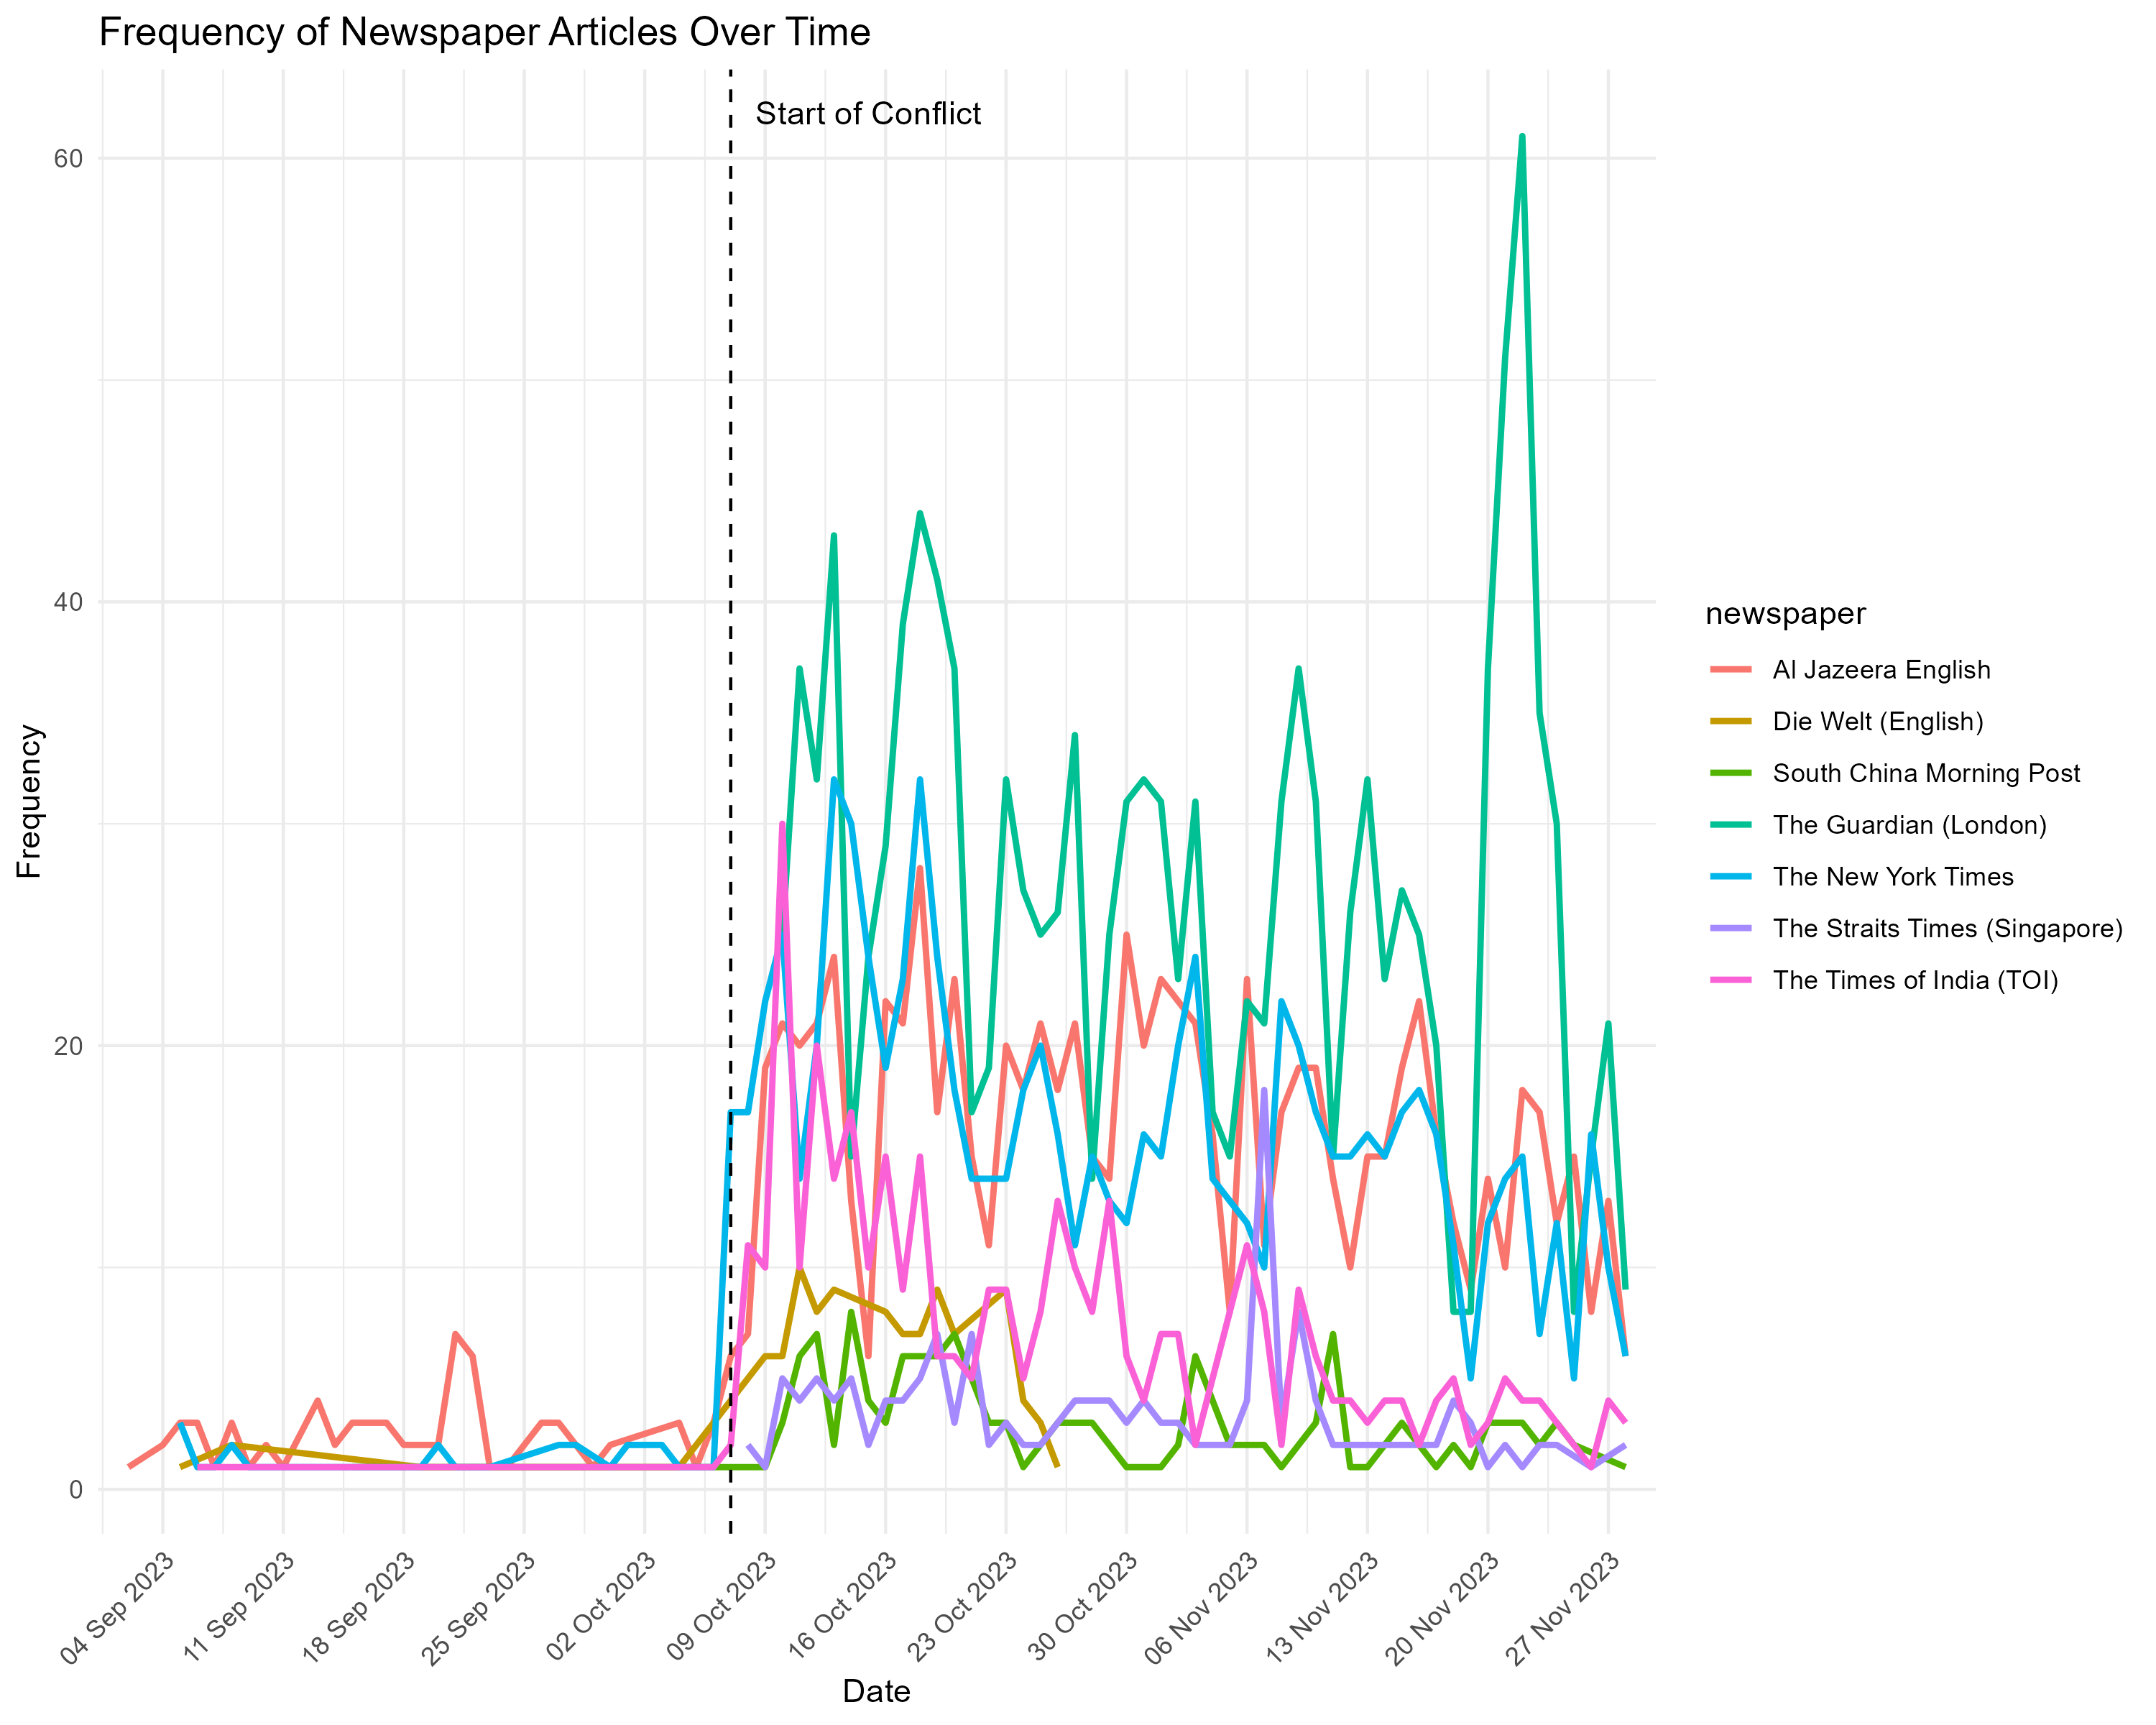 Frequency of Newspaper Articles Over Time
Start of Conflict
60
40
20
0
Frequency
04 Sep 2023
11 Sep 2023
18 Sep 2023
25 Sep 2023
02 Oct 2023
09 Oct 2023
16 Oct 2023
23 Oct 2023
30 Oct 2023
06 Nov 2023
13 Nov 2023
20 Nov 2023
27 Nov 2023
Date
newspaper
Al Jazeera English
Die Welt (English)
South China Morning Post
The Guardian (London)
The New York Times
The Straits Times (Singapore)
The Times of India (TOI)